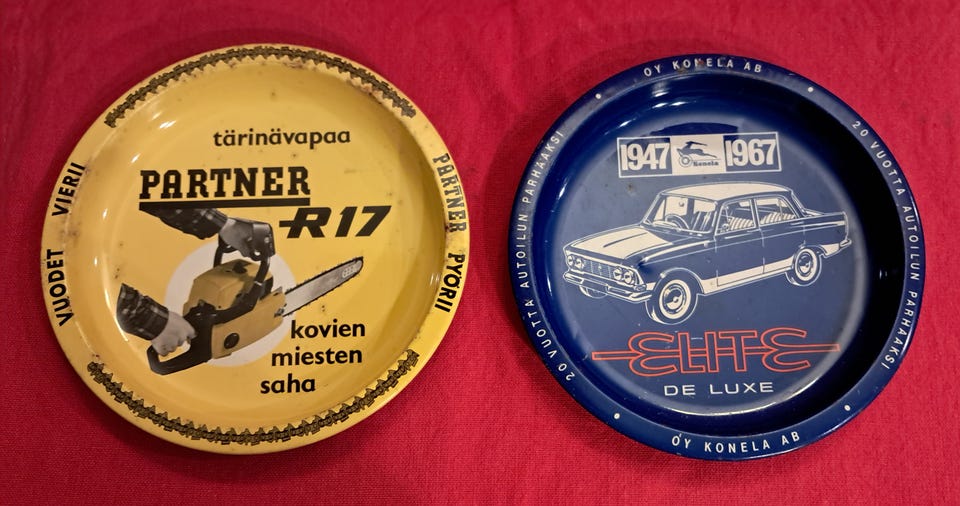 VUODET VIERII
PARTNER PYÖRII
tärinävapaa
PARTNER
R17
kovien
miesten
saha
OY KONELA AB
20 VUOTTA AUTOILUN PARHAAKSI
20 VUOTTA AUTOILUN PARHAAKSI
1947 Konela 1967
ELITE
DE LUXE
OY KONELA AB